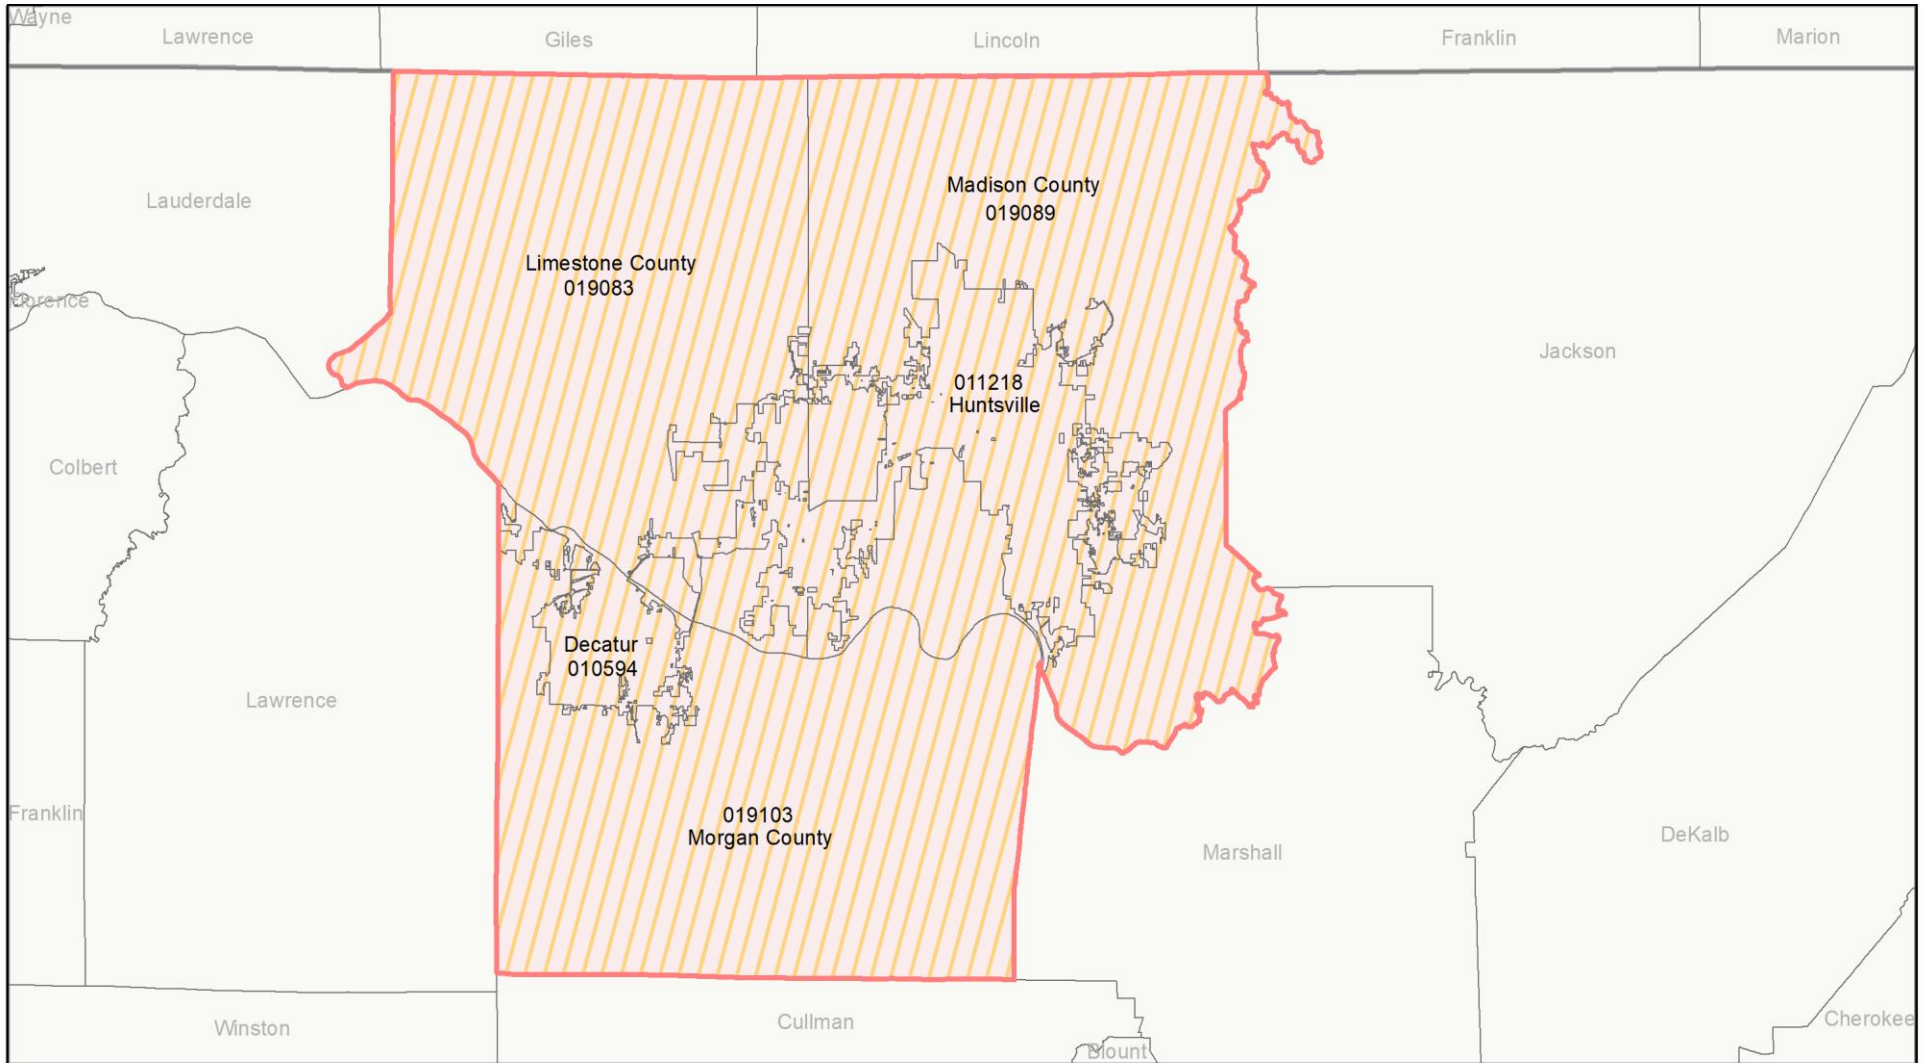 Wayne
Lawrence
Giles
Lincoln
Franklin
Marion
Lauderdale
Madison County
019089
Limestone County
019083
Florence
Jackson
011218
Huntsville
Colbert
Decatur
010594
Lawrence
Franklin
019103
Morgan County
Marshall
DeKalb
Winston
Cullman
Cherokee
Blount